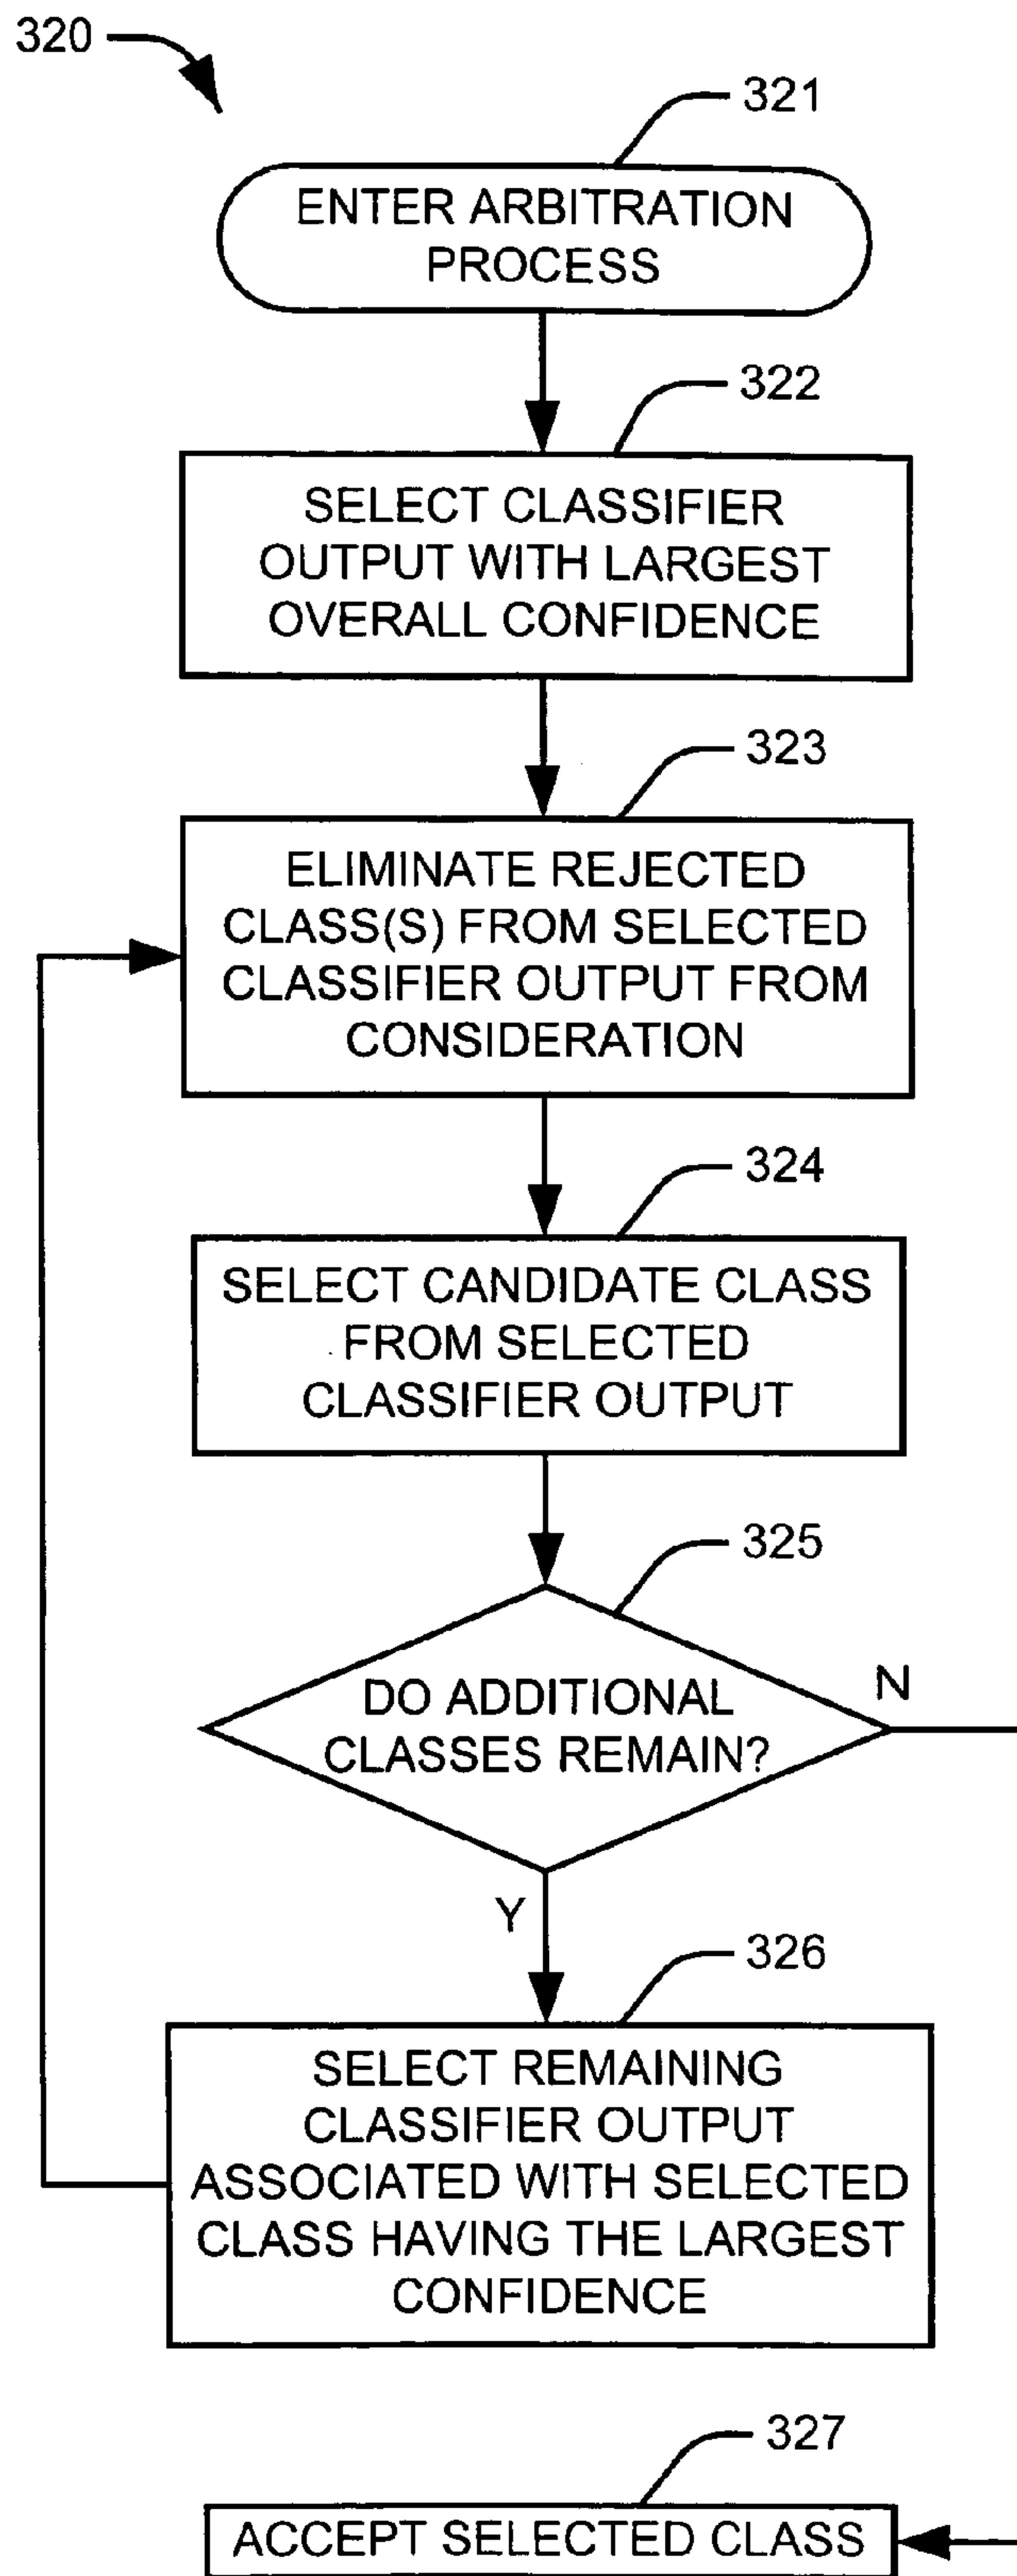 320
321
ENTER ARBITRATION
PROCESS
322
SELECT CLASSIFIER
OUTPUT WITH LARGEST
OVERALL CONFIDENCE
323
ELIMINATE REJECTED
CLASS(S) FROM SELECTED
CLASSIFIER OUTPUT FROM
CONSIDERATION
324
SELECT CANDIDATE CLASS
FROM SELECTED
CLASSIFIER OUTPUT
325
DO ADDITIONAL
CLASSES REMAIN?
N
Y
326
SELECT REMAINING
CLASSIFIER OUTPUT
ASSOCIATED WITH SELECTED
CLASS HAVING THE LARGEST
CONFIDENCE
327
ACCEPT SELECTED CLASS